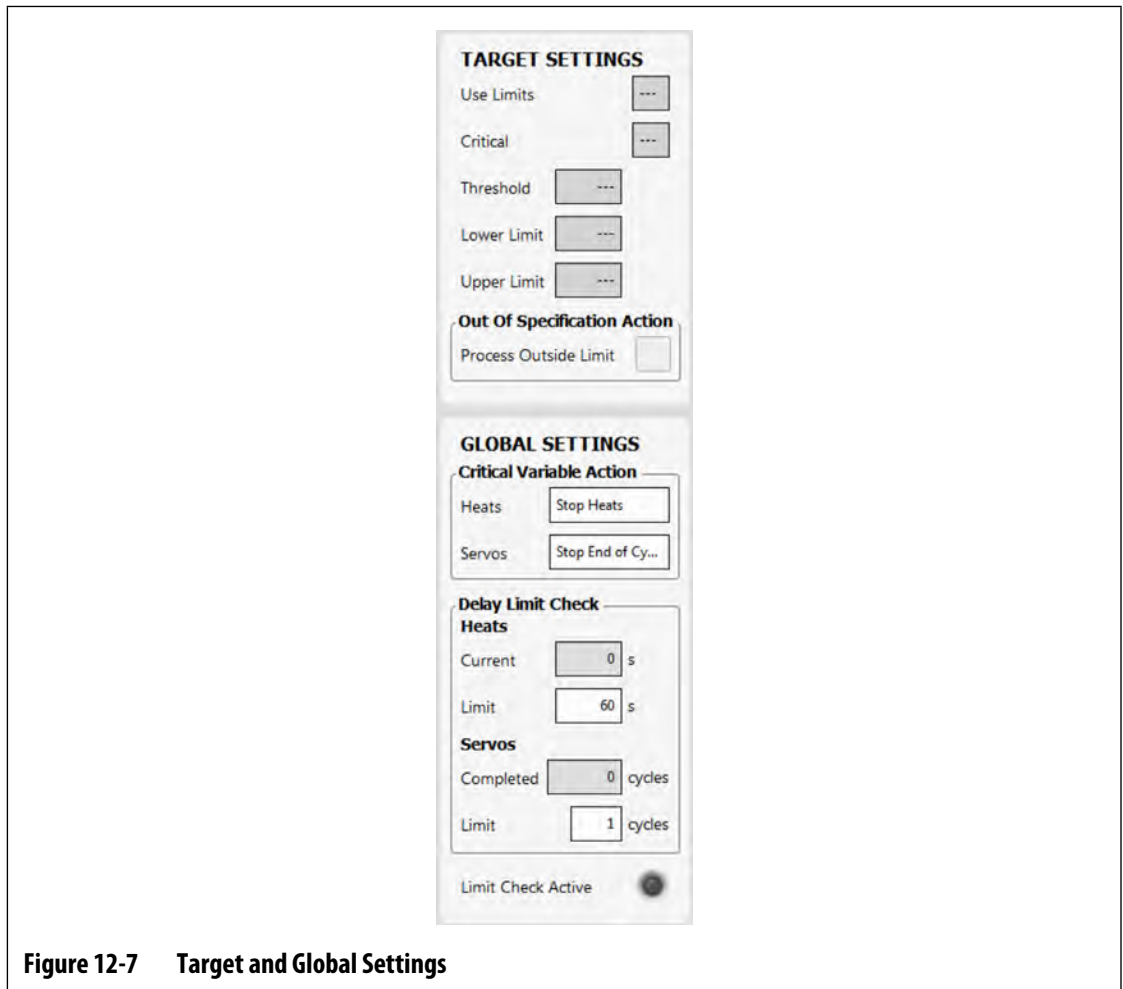 TARGET SETTINGS
Use Limits ---
Critical ---
Threshold ---
Lower Limit ---
Upper Limit ---
Out Of Specification Action
Process Outside Limit
GLOBAL SETTINGS
Critical Variable Action
Heats Stop Heats
Servos Stop End of Cy...
Delay Limit Check
Heats
Current 0 s
Limit 60 s
Servos
Completed 0 cycles
Limit 1 cycles
Limit Check Active
Figure 12-7 Target and Global Settings